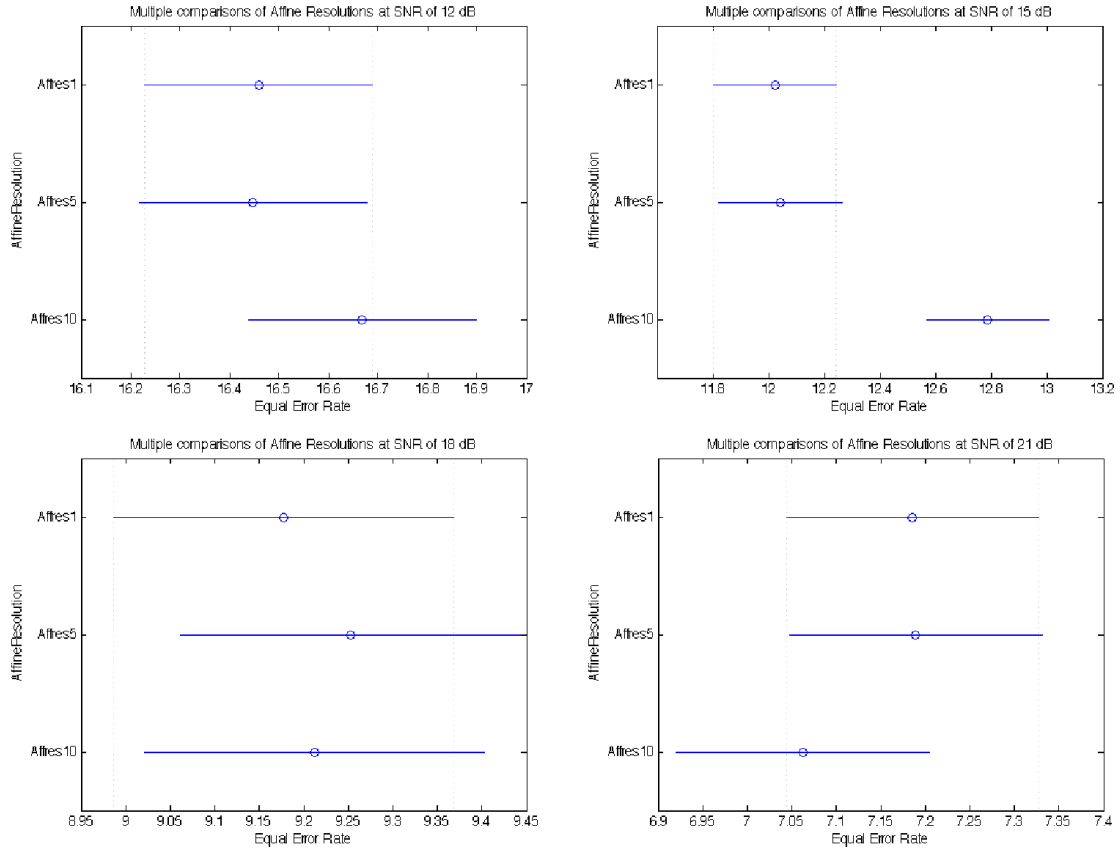 Multiple comparisons of Affine Resolutions at SNR of 12 dB
Affres1
Affres5
Affres10
AffineResolution
16.1 16.2 16.3 16.4 16.5 16.6 16.7 16.8 16.9 17
Equal Error Rate
Multiple comparisons of Affine Resolutions at SNR of 15 dB
Affres1
Affres5
Affres10
AffineResolution
11.8 12 12.2 12.4 12.6 12.8 13 13.2
Equal Error Rate
Multiple comparisons of Affine Resolutions at SNR of 18 dB
Affres1
Affres5
Affres10
AffineResolution
8.95 9 9.05 9.1 9.15 9.2 9.25 9.3 9.35 9.4 9.45
Equal Error Rate
Multiple comparisons of Affine Resolutions at SNR of 21 dB
Affres1
Affres5
Affres10
AffineResolution
6.9 6.95 7 7.05 7.1 7.15 7.2 7.25 7.3 7.35 7.4
Equal Error Rate